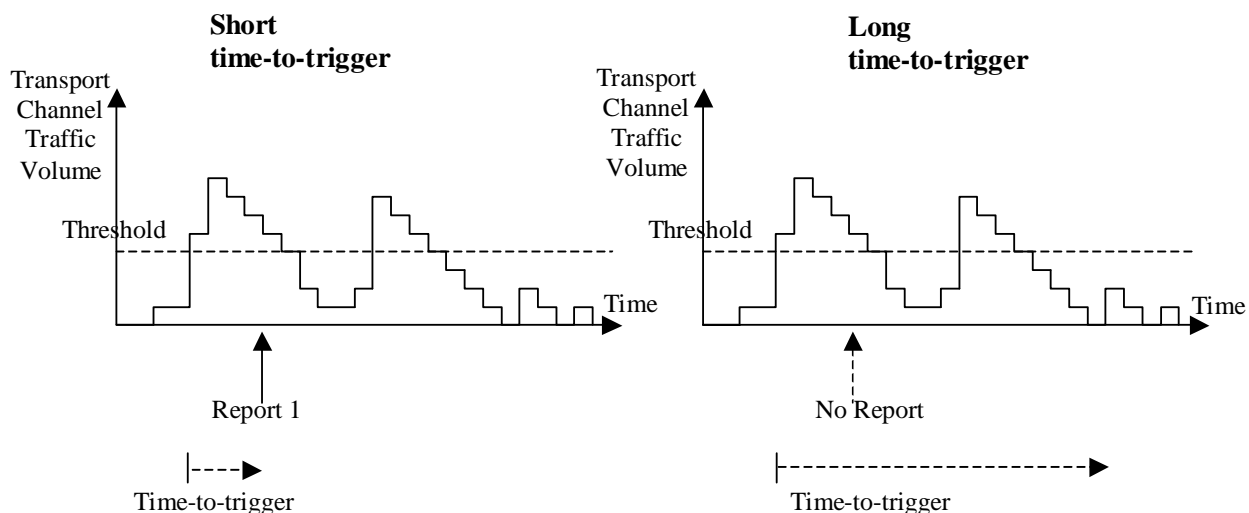 Short
time-to-trigger
Transport
Channel
Traffic
Volume
Threshold
Time
Report 1
Time-to-trigger
Long
time-to-trigger
Transport
Channel
Traffic
Volume
Threshold
Time
No Report
Time-to-trigger